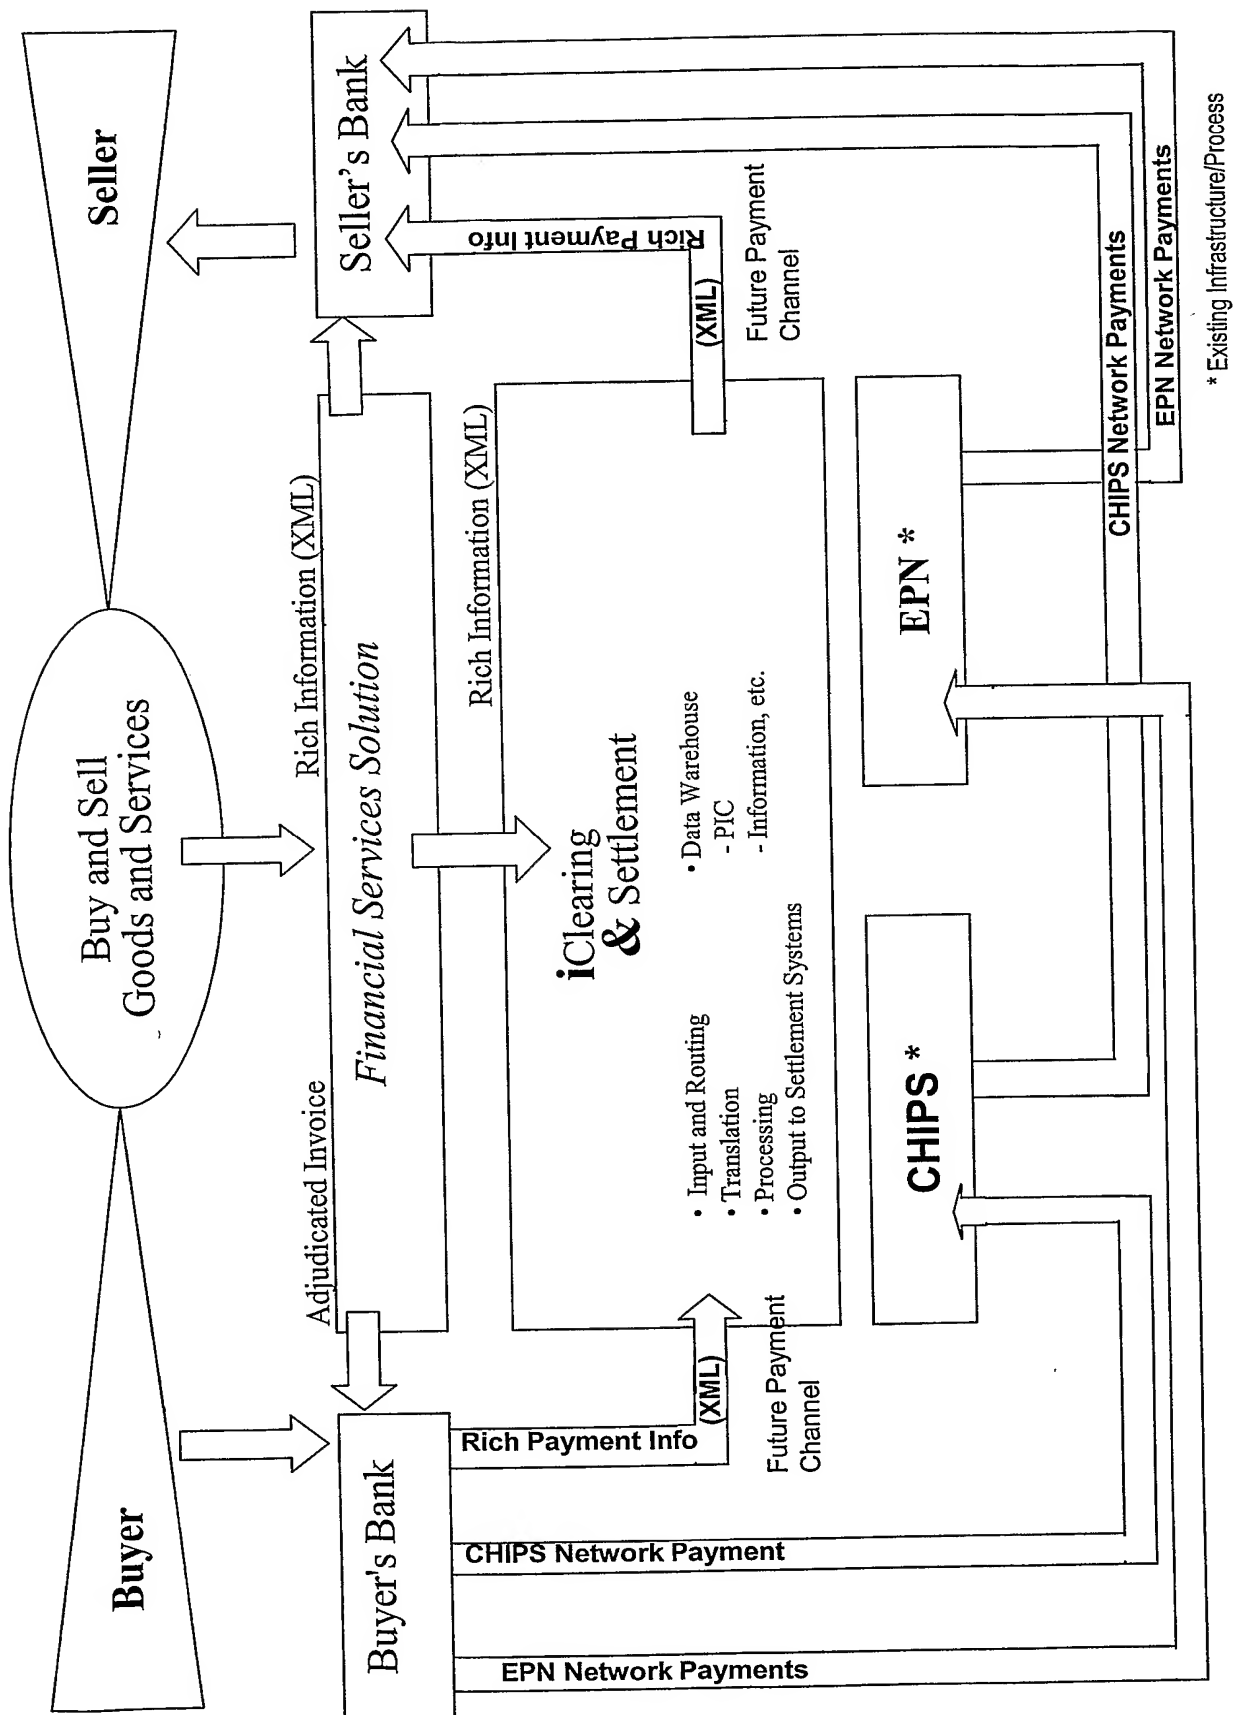 Buyer
Buy and Sell
Goods and Services
Seller
Adjudicated Invoice
Rich Information (XML)
Buyer's Bank
Financial Services Solution
Seller's Bank
Rich Information (XML)
Rich Payment Info
(XML)
Future Payment
Channel
iClearing
& Settlement
• Input and Routing
• Translation
• Processing
• Output to Settlement Systems
• Data Warehouse
- PIC
- Information, etc.
Rich Payment Info
(XML)
Future Payment
Channel
CHIPS Network Payment
EPN Network Payments
CHIPS *
EPN *
CHIPS Network Payments
EPN Network Payments
* Existing Infrastructure/Process